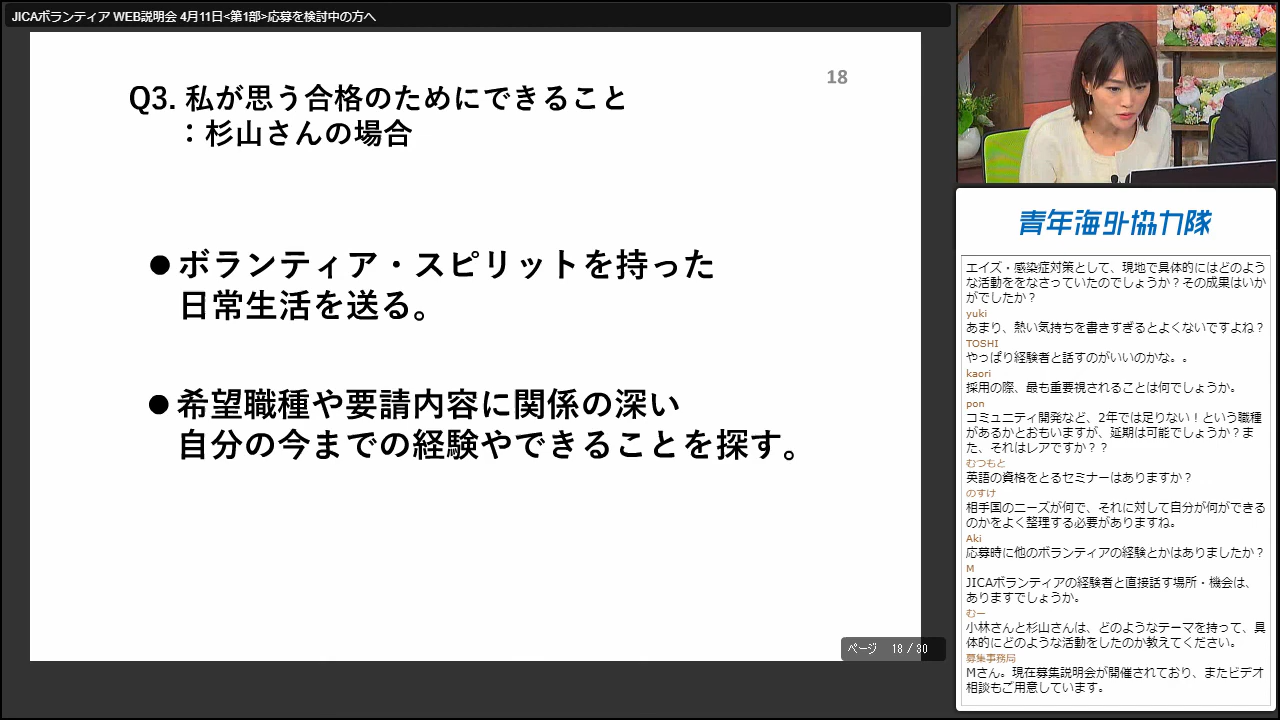 JICAボランティア WEB説明会 4月11日<第1部>応募を検討中の方へ
18
Q3. 私が思う合格のためにできること
：杉山さんの場合
●ボランティア・スピリットを持った
日常生活を送る。
●希望職種や要請内容に関係の深い
自分の今までの経験やできることを探す。
ページ 18 / 30
青年海外協力隊
エイズ・感染症対策として、現地で具体的にはどのよう
な活動ををなさっていたのでしょうか？その成果はいか
がでしたか？
yuki
あまり、熱い気持ちを書きすぎるとよくないですよね？
TOSHI
やっぱり経験者と話すのがいいのかな。。
kaori
採用の際、最も重要視されることは何でしょうか。
pon
コミュニティ開発など、2年では足りない！という職種
があるかとおもいますが、延期は可能でしょうか？ま
た、それはレアですか？？
むつもと
英語の資格をとるセミナーはありますか？
のすけ
相手国のニーズが何で、それに対して自分が何ができる
のかをよく整理する必要がありますね。
Aki
応募時に他のボランティアの経験とかはありましたか？
M
JICAボランティアの経験者と直接話す場所・機会は、
ありますでしょうか。
むー
小林さんと杉山さんは、どのようなテーマを持って、具
体的にどのような活動をしたのか教えてください。
募集事務局
Mさん。現在募集説明会が開催されており、またビデオ
相談もご用意しています。